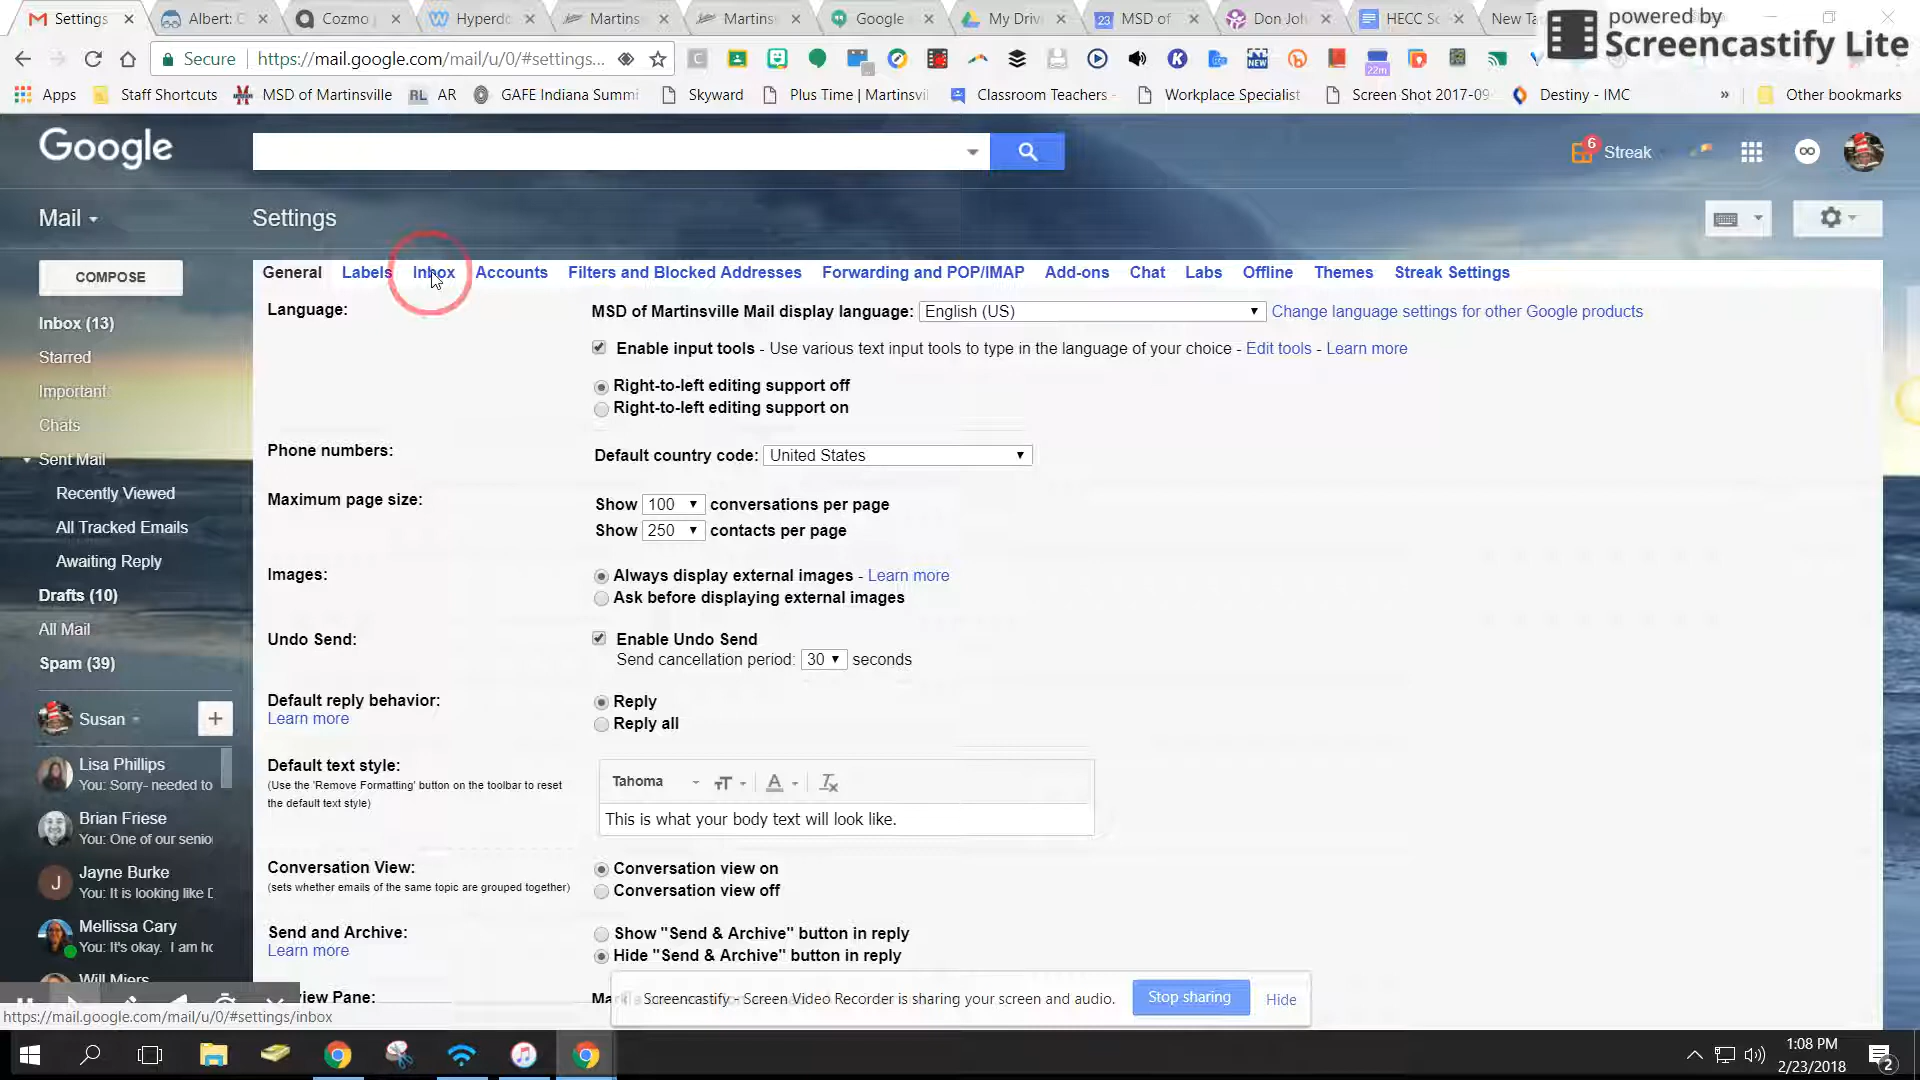 Settings
Albert: C
Cozmo
Hyperdo
Martins
Martins
Google
My Driv
23
MSD of
Don Joh
HECC Sc
New Ta
powered by
Screencastify Lite
Secure
https://mail.google.com/mail/u/0/#settings...
NEW
22m
Apps
Staff Shortcuts
MSD of Martinsville
RL
AR
GAFE Indiana Summi
Skyward
Plus Time | Martinsvil
Classroom Teachers -
Workplace Specialist
Screen Shot 2017-09-
Destiny - IMC
»
Other bookmarks
Google
6
Streak
Mail
Settings
COMPOSE
General
Labels
Inbox
Accounts
Filters and Blocked Addresses
Forwarding and POP/IMAP
Add-ons
Chat
Labs
Offline
Themes
Streak Settings
Inbox (13)
Starred
Important
Chats
Sent Mail
Recently Viewed
All Tracked Emails
Awaiting Reply
Drafts (10)
All Mail
Spam (39)
Susan
Lisa Phillips
You: Sorry- needed to
Brian Friese
You: One of our senio
J
Jayne Burke
You: It is looking like D
Mellissa Cary
You: It's okay. I am ho
Will Miers
Language:
MSD of Martinsville Mail display language: English (US)
Change language settings for other Google products
Enable input tools - Use various text input tools to type in the language of your choice - Edit tools - Learn more
Right-to-left editing support off
Right-to-left editing support on
Phone numbers:
Default country code: United States
Maximum page size:
Show 100 conversations per page
Show 250 contacts per page
Images:
Always display external images - Learn more
Ask before displaying external images
Undo Send:
Enable Undo Send
Send cancellation period: 30 seconds
Default reply behavior:
Learn more
Reply
Reply all
Default text style:
(Use the 'Remove Formatting' button on the toolbar to reset
the default text style)
Tahoma
This is what your body text will look like.
Conversation View:
(sets whether emails of the same topic are grouped together)
Conversation view on
Conversation view off
Send and Archive:
Learn more
Show "Send & Archive" button in reply
Hide "Send & Archive" button in reply
view Pane:
Screencastify - Screen Video Recorder is sharing your screen and audio.
Stop sharing
Hide
https://mail.google.com/mail/u/0/#settings/inbox
1:08 PM
2/23/2018
2